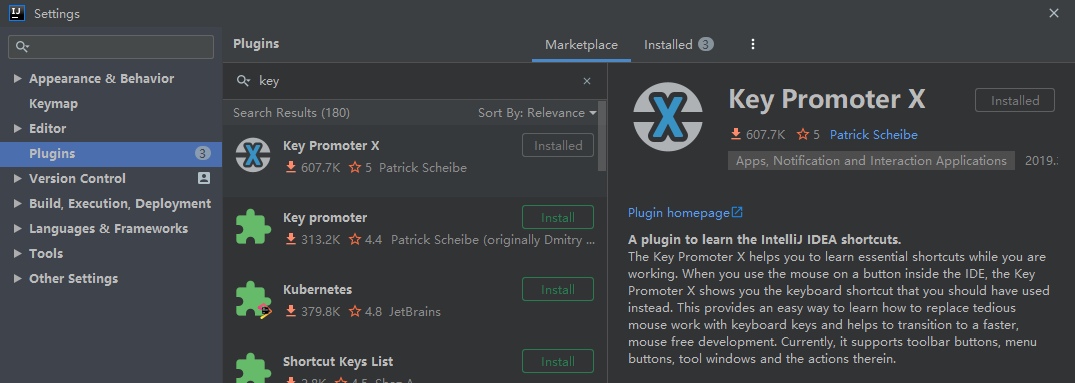 IJ
Settings
Appearance & Behavior
Keymap
Editor
Plugins 3
Version Control
Build, Execution, Deployment
Languages & Frameworks
Tools
Other Settings
Plugins
Marketplace
Installed 3
key
Search Results (180) Sort By: Relevance
Key Promoter X Installed
607.7K 5 Patrick Scheibe
Key promoter Install
313.2K 4.4 Patrick Scheibe (originally Dmitry ...
Kubernetes Install
379.8K 4.8 JetBrains
Shortcut Keys List Install
X
Key Promoter X Installed
607.7K 5 Patrick Scheibe
Apps, Notification and Interaction Applications 2019.
Plugin homepage
A plugin to learn the IntelliJ IDEA shortcuts.
The Key Promoter X helps you to learn essential shortcuts while you are
working. When you use the mouse on a button inside the IDE, the Key
Promoter X shows you the keyboard shortcut that you should have used
instead. This provides an easy way to learn how to replace tedious
mouse work with keyboard keys and helps to transition to a faster,
mouse free development. Currently, it supports toolbar buttons, menu
buttons, tool windows and the actions therein.